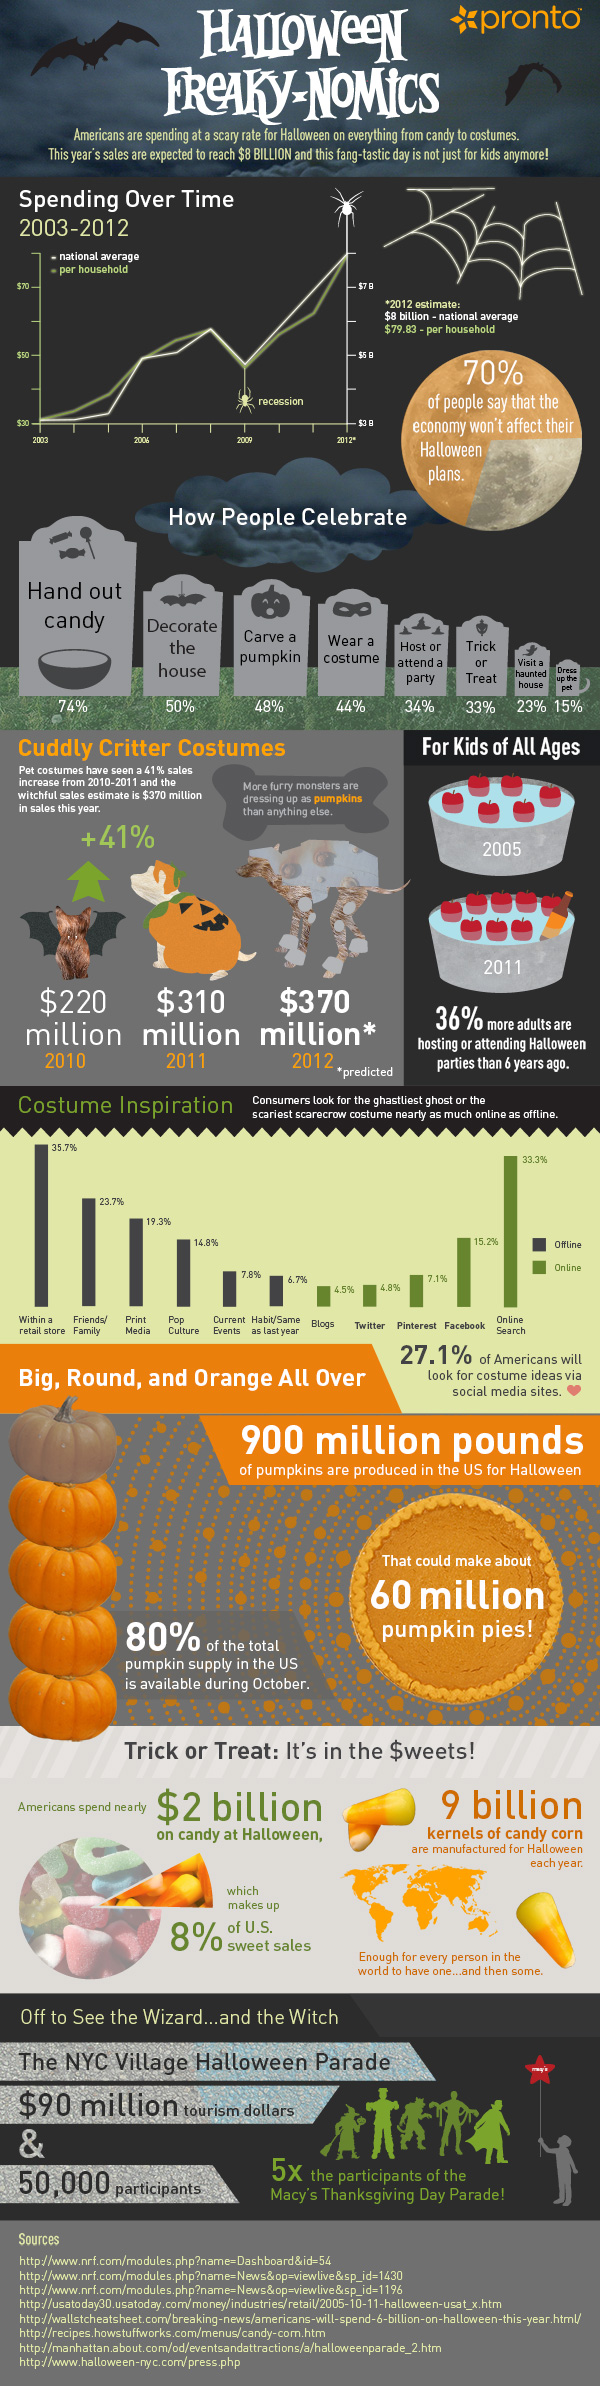 pronto
HALLOWEEN
FREAKY-NOMICS
Americans are spending at a scary rate for Halloween on everything from candy to costumes.
This year's sales are expected to reach $8 BILLION and this fang-tastic day is not just for kids anymore!
Spending Over Time
2003-2012
national average
per household
$70
$50
$30
$7 B
$5 B
$3 B
2003
2006
2009
2012*
recession
*2012 estimate:
$8 billion - national average
$79.83 - per household
70%
of people say that the
economy won't affect their
Halloween
plans.
How People Celebrate
Hand out
candy
74%
Decorate
the
house
50%
Carve a
pumpkin
48%
Wear a
costume
44%
Host or
attend a
party
34%
Trick
or
Treat
33%
Visit a
haunted
house
23%
Dress
up the
pet
15%
Cuddly Critter Costumes
Pet costumes have seen a 41% sales
increase from 2010-2011 and the
witchful sales estimate is $370 million
in sales this year.
+41%
More furry monsters are
dressing up as pumpkins
than anything else.
$220
million
2010
$310
million
2011
$370
million*
2012
*predicted
For Kids of All Ages
2005
2011
36% more adults are
hosting or attending Halloween
parties than 6 years ago.
Costume Inspiration
Consumers look for the ghastliest ghost or the
scariest scarecrow costume nearly as much online as offline.
35.7%
23.7%
19.3%
14.8%
7.8%
6.7%
4.5%
4.8%
7.1%
15.2%
33.3%
Offline
Online
Within a
retail store
Friends/
Family
Print
Media
Pop
Culture
Current
Events
Habit/Same
as last year
Blogs
Twitter
Pinterest
Facebook
Online
Search
27.1% of Americans will
look for costume ideas via
social media sites.
Big, Round, and Orange All Over
900 million pounds
of pumpkins are produced in the US for Halloween
That could make about
60 million
pumpkin pies!
80% of the total
pumpkin supply in the US
is available during October.
Trick or Treat: It's in the $weets!
Americans spend nearly $2 billion
on candy at Halloween,
which
makes up
8% of U.S.
sweet sales
9 billion
kernels of candy corn
are manufactured for Halloween
each year.
Enough for every person in the
world to have one...and then some.
Off to See the Wizard...and the Witch
The NYC Village Halloween Parade
$90 million tourism dollars
&
50,000 participants
macy's
5x the participants of the
Macy's Thanksgiving Day Parade!
Sources
http://www.nrf.com/modules.php?name=Dashboard&id=54
http://www.nrf.com/modules.php?name=News&op=viewlive&sp_id=1430
http://www.nrf.com/modules.php?name=News&op=viewlive&sp_id=1196
http://usatoday30.usatoday.com/money/industries/retail/2005-10-11-halloween-usat_x.htm
http://wallstcheatsheet.com/breaking-news/americans-will-spend-6-billion-on-halloween-this-year.html/
http://recipes.howstuffworks.com/menus/candy-corn.htm
http://manhattan.about.com/od/eventsandattractions/a/halloweenparade_2.htm
http://www.halloween-nyc.com/press.php